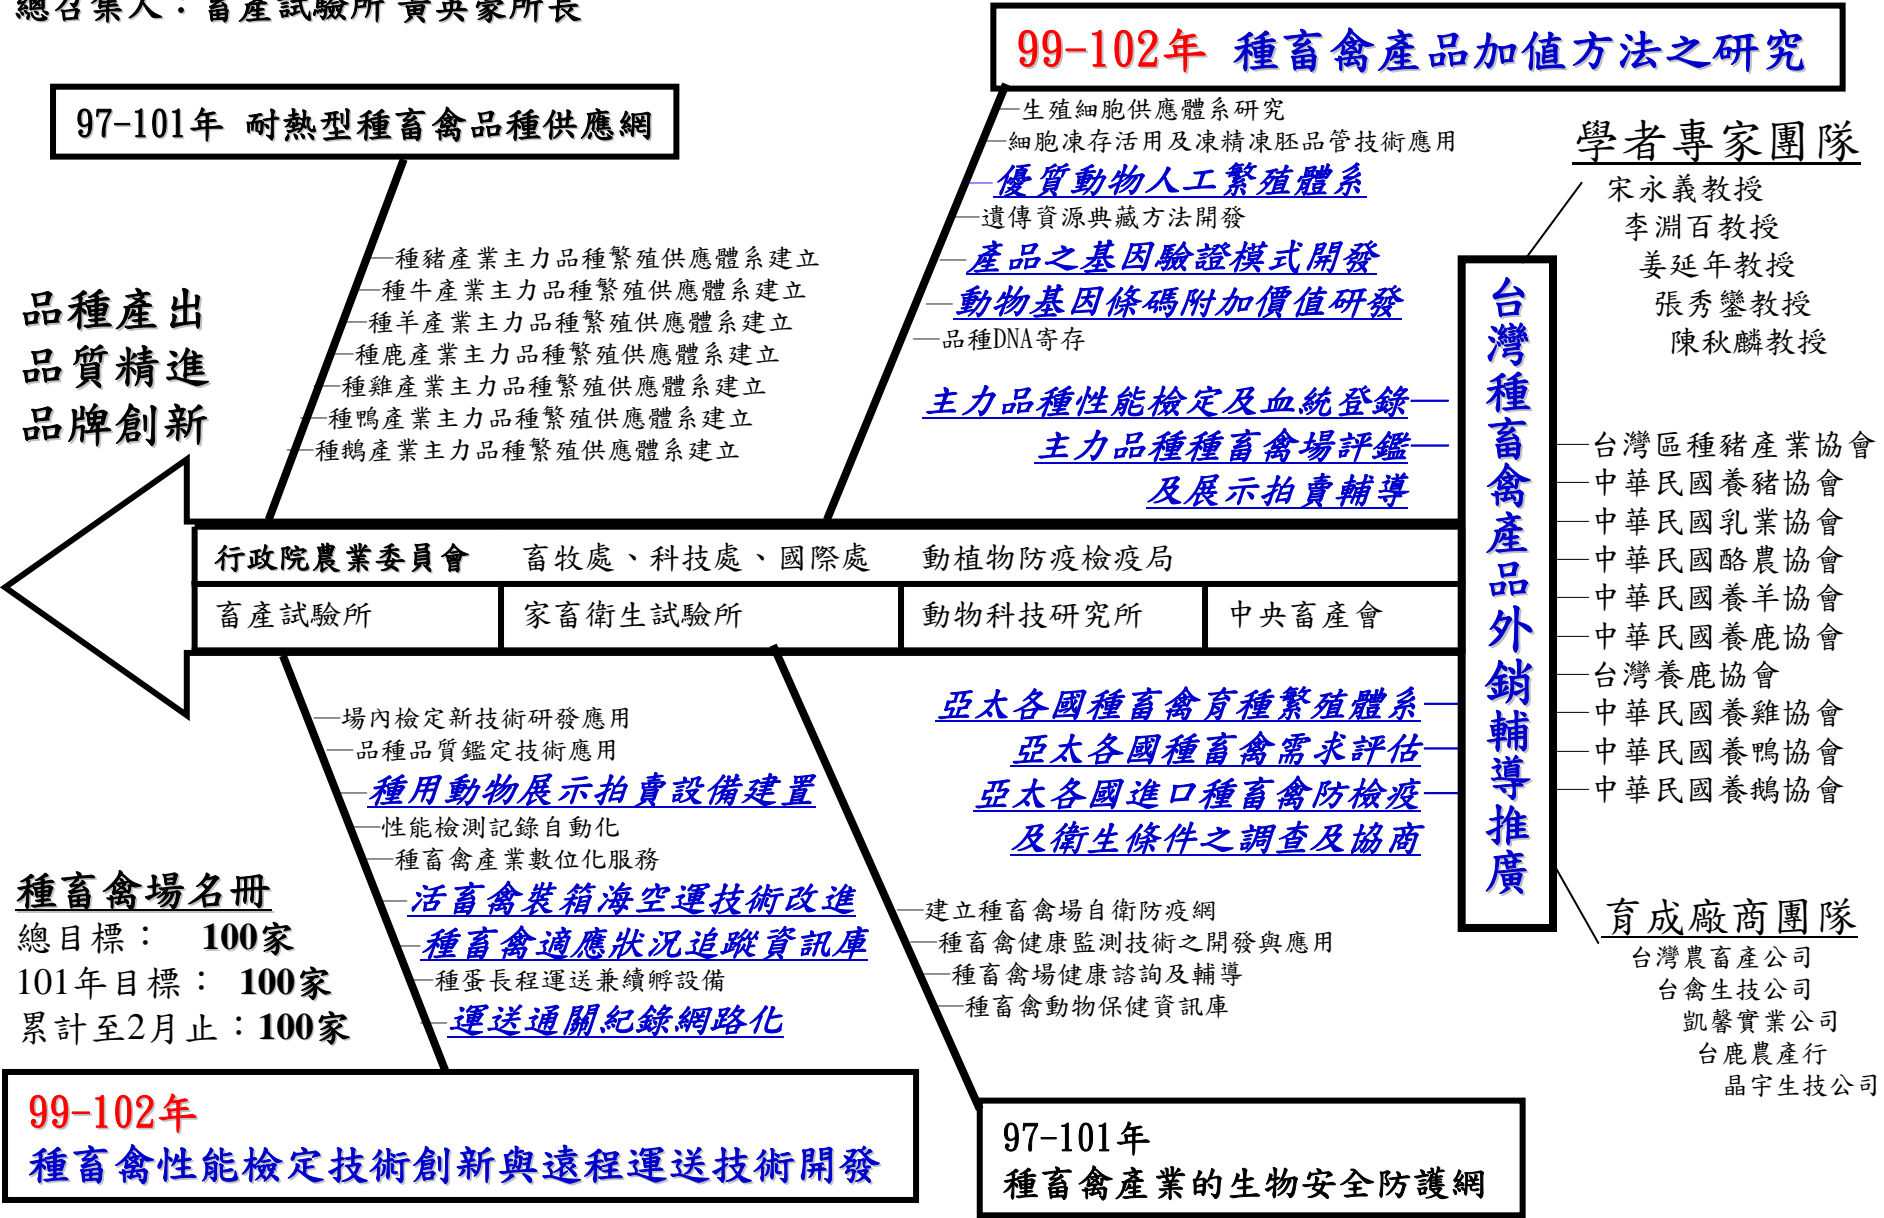 總召集人：畜產試驗所 黃英豪所長
99-102年 種畜禽產品加值方法之研究
97-101年 耐熱型種畜禽品種供應網
生殖細胞供應體系研究
細胞凍存活用及凍精凍胚品管技術應用
優質動物人工繁殖體系
遺傳資源典藏方法開發
產品之基因驗證模式開發
動物基因條碼附加價值研發
品種DNA寄存
學者專家團隊
宋永義教授
李淵百教授
姜延年教授
張秀鑾教授
陳秋麟教授
種豬產業主力品種繁殖供應體系建立
種牛產業主力品種繁殖供應體系建立
種羊產業主力品種繁殖供應體系建立
種鹿產業主力品種繁殖供應體系建立
種雞產業主力品種繁殖供應體系建立
種鴨產業主力品種繁殖供應體系建立
種鵝產業主力品種繁殖供應體系建立
品種產出
品質精進
品牌創新
主力品種性能檢定及血統登錄
主力品種種畜禽場評鑑
及展示拍賣輔導
台灣種畜禽產品外銷輔導推廣
台灣區種豬產業協會
中華民國養豬協會
中華民國乳業協會
中華民國酪農協會
中華民國養羊協會
中華民國養鹿協會
台灣養鹿協會
中華民國養雞協會
中華民國養鴨協會
中華民國養鵝協會
行政院農業委員會 畜牧處、科技處、國際處 動植物防疫檢疫局
畜產試驗所 家畜衛生試驗所 動物科技研究所 中央畜產會
場內檢定新技術研發應用
品種品質鑑定技術應用
種用動物展示拍賣設備建置
性能檢測記錄自動化
種畜禽產業數位化服務
活畜禽裝箱海空運技術改進
種畜禽適應狀況追蹤資訊庫
種蛋長程運送兼續孵設備
運送通關紀錄網路化
亞太各國種畜禽育種繁殖體系
亞太各國種畜禽需求評估
亞太各國進口種畜禽防檢疫
及衛生條件之調查及協商
建立種畜禽場自衛防疫網
種畜禽健康監測技術之開發與應用
種畜禽場健康諮詢及輔導
種畜禽動物保健資訊庫
種畜禽場名冊
總目標： 100家
101年目標： 100家
累計至2月止：100家
育成廠商團隊
台灣農畜產公司
台禽生技公司
凱馨實業公司
台鹿農產行
晶宇生技公司
99-102年
種畜禽性能檢定技術創新與遠程運送技術開發
97-101年
種畜禽產業的生物安全防護網